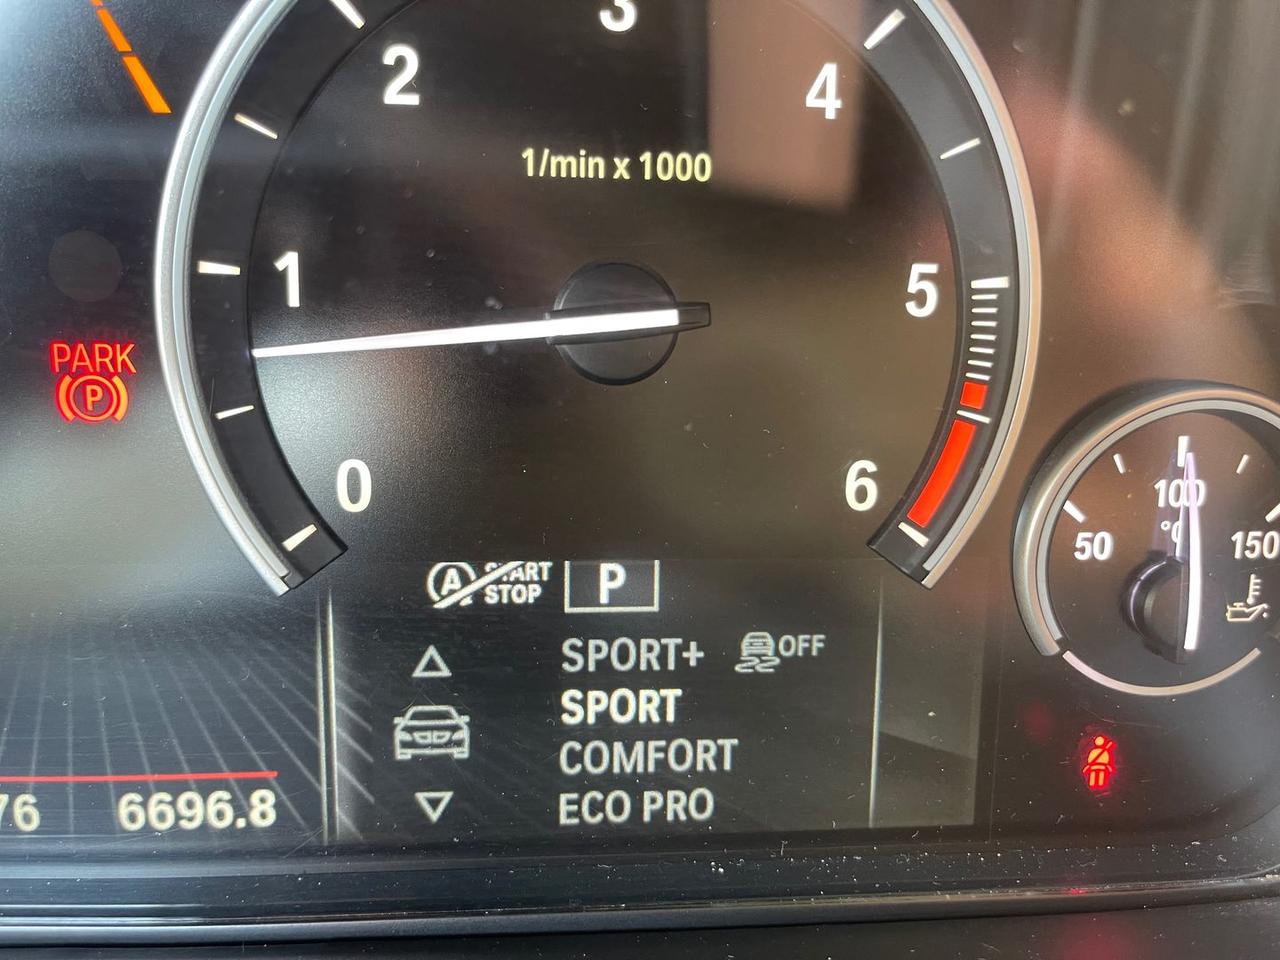 3
2
4
1/min x 1000
1
5
PARK
P
0
6
100
°C
50
150
A START
STOP
P
SPORT+
OFF
SPORT
COMFORT
ECO PRO
76
6696.8